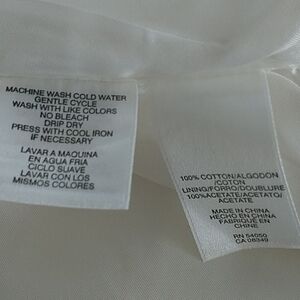 MACHINE WASH COLD WATER
GENTLE CYCLE
WASH WITH LIKE COLORS
NO BLEACH
DRIP DRY
PRESS WITH COOL IRON
IF NECESSARY
LAVAR A MAQUINA
EN AGUA FRIA
CICLO SUAVE
LAVAR CON LOS
MISMOS COLORES
100% COTTON/ALGODON
/COTON
LINING/FORRO/DOUBLURE
100%ACETATE/ACETATO/
ACETATE
MADE IN CHINA
HECHO EN CHINA
FABRIQUE EN
CHINA
RN 54050
CA 08349